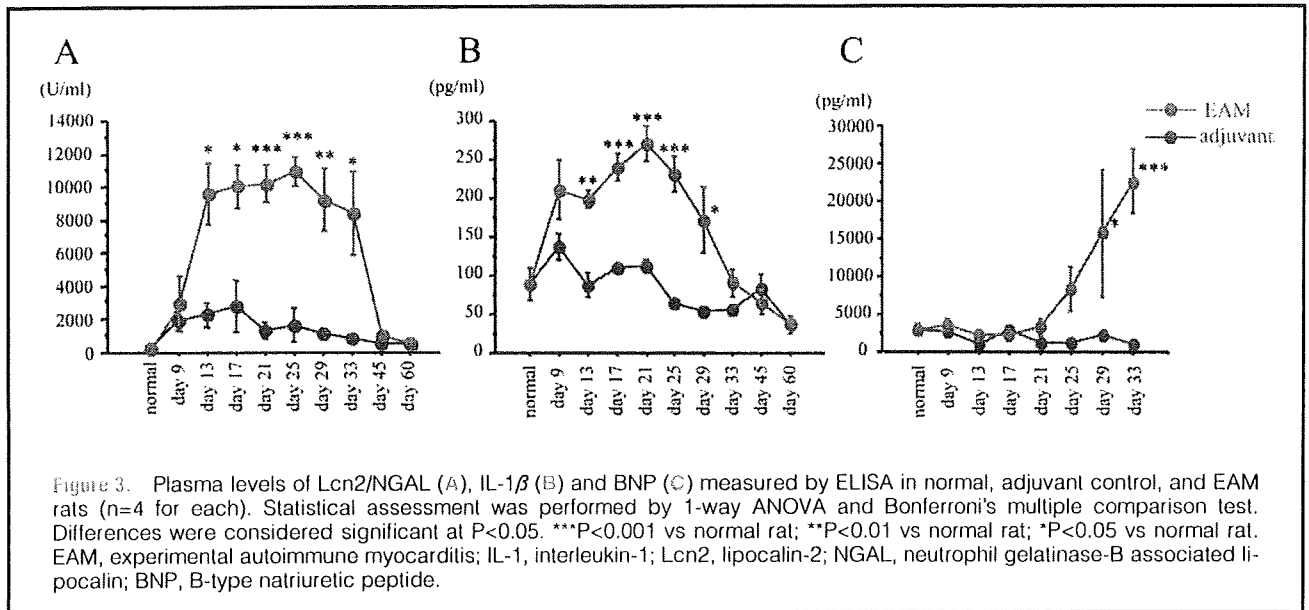 A
(U/ml)
14000
12000
10000
8000
6000
4000
2000
0
* * *** *** ** *
normal
day 9
day 13
day 17
day 21
day 25
day 29
day 33
day 45
day 60
B
(pg/ml)
300
250
200
150
100
50
0
** *** *** *** *
normal
day 9
day 13
day 17
day 21
day 25
day 29
day 33
day 45
day 60
C
(pg/ml)
30000
25000
20000
15000
10000
5000
0
* ***
normal
day 9
day 13
day 17
day 21
day 25
day 29
day 33
EAM
adjuvant
Figure 3. Plasma levels of Lcn2/NGAL (A), IL-1β (B) and BNP (C) measured by ELISA in normal, adjuvant control, and EAM
rats (n=4 for each). Statistical assessment was performed by 1-way ANOVA and Bonferroni's multiple comparison test.
Differences were considered significant at P<0.05. ***P<0.001 vs normal rat; **P<0.01 vs normal rat; *P<0.05 vs normal rat.
EAM, experimental autoimmune myocarditis; IL-1, interleukin-1; Lcn2, lipocalin-2; NGAL, neutrophil gelatinase-B associated li-
pocalin; BNP, B-type natriuretic peptide.